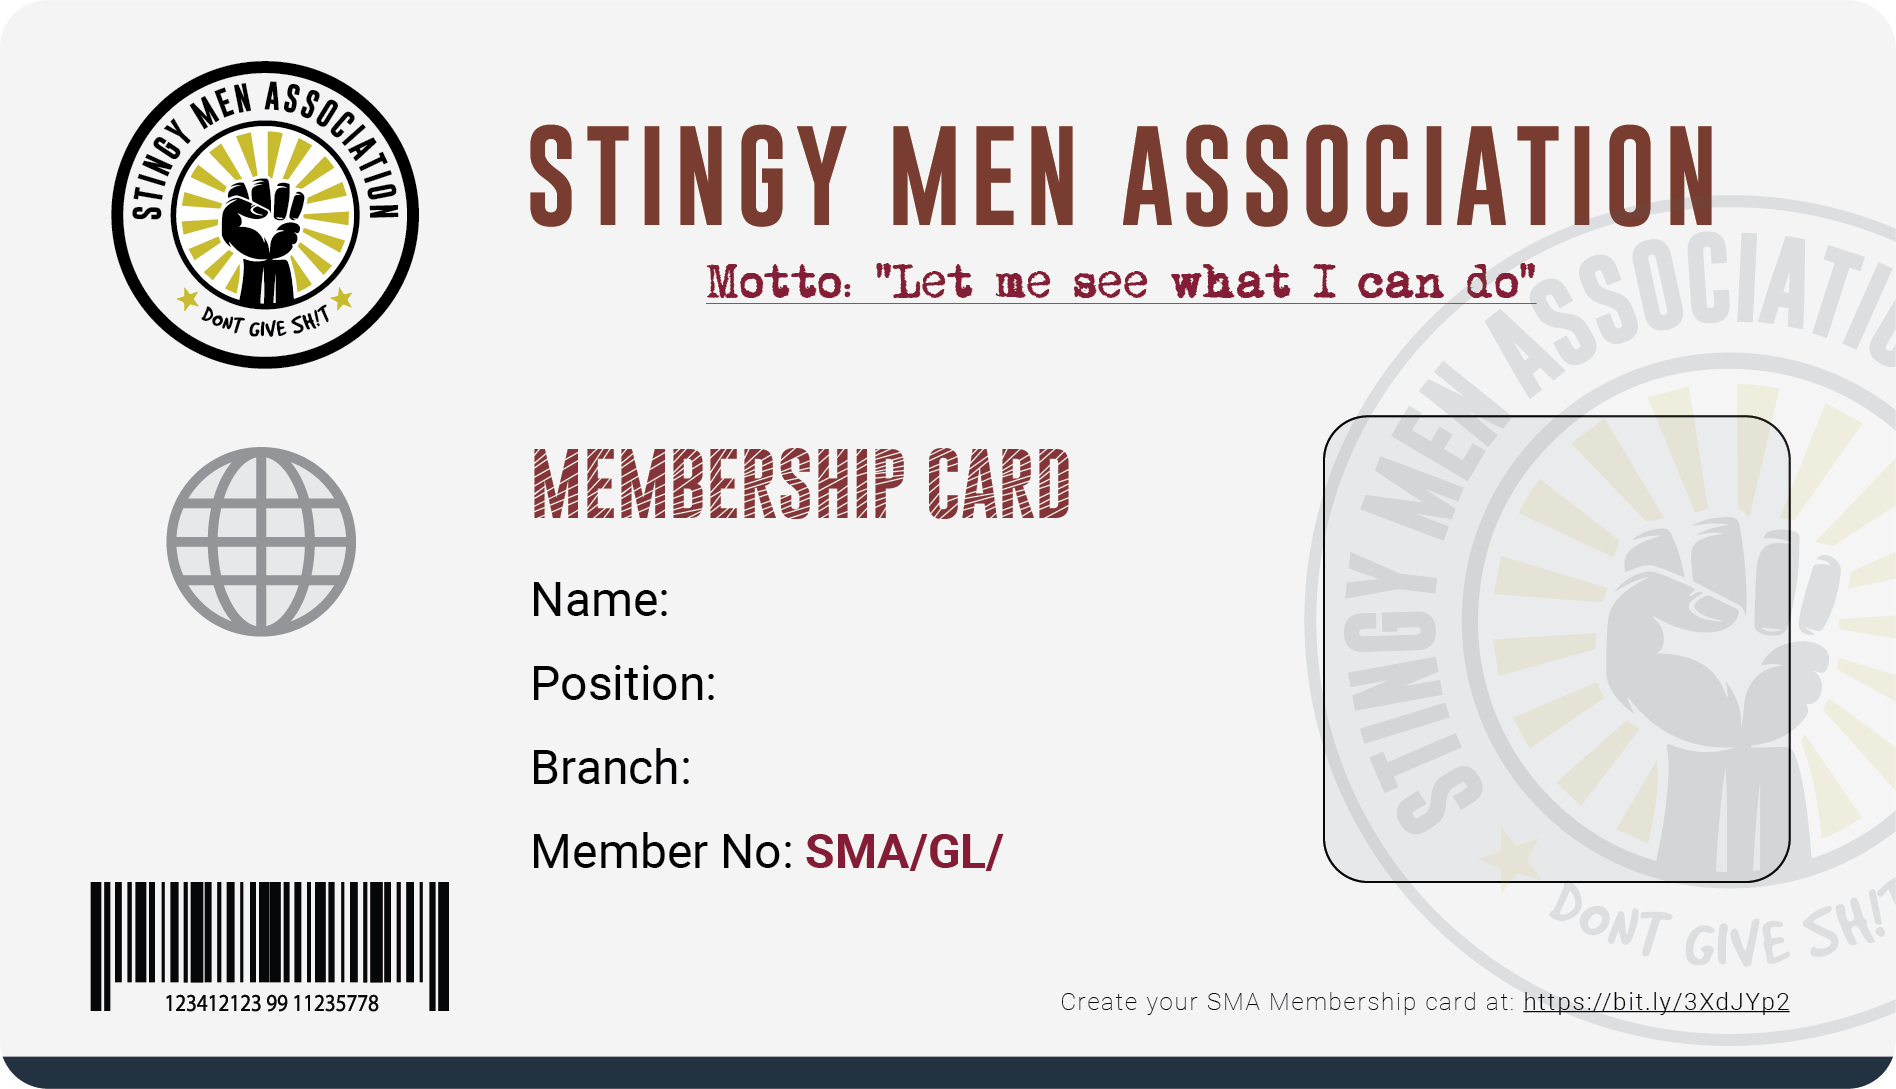 STINGY MEN ASSOCIATION
DONT GIVE SH!T
STINGY MEN ASSOCIATION
Motto: "Let me see what I can do"
MEMBERSHIP CARD
Name:
Position:
Branch:
Member No: SMA/GL/
STINGY MEN ASSOCIATIO
DONT GIVE SH!T
123412123 99 11235778
Create your SMA Membership card at: https://bit.ly/3XdJYp2